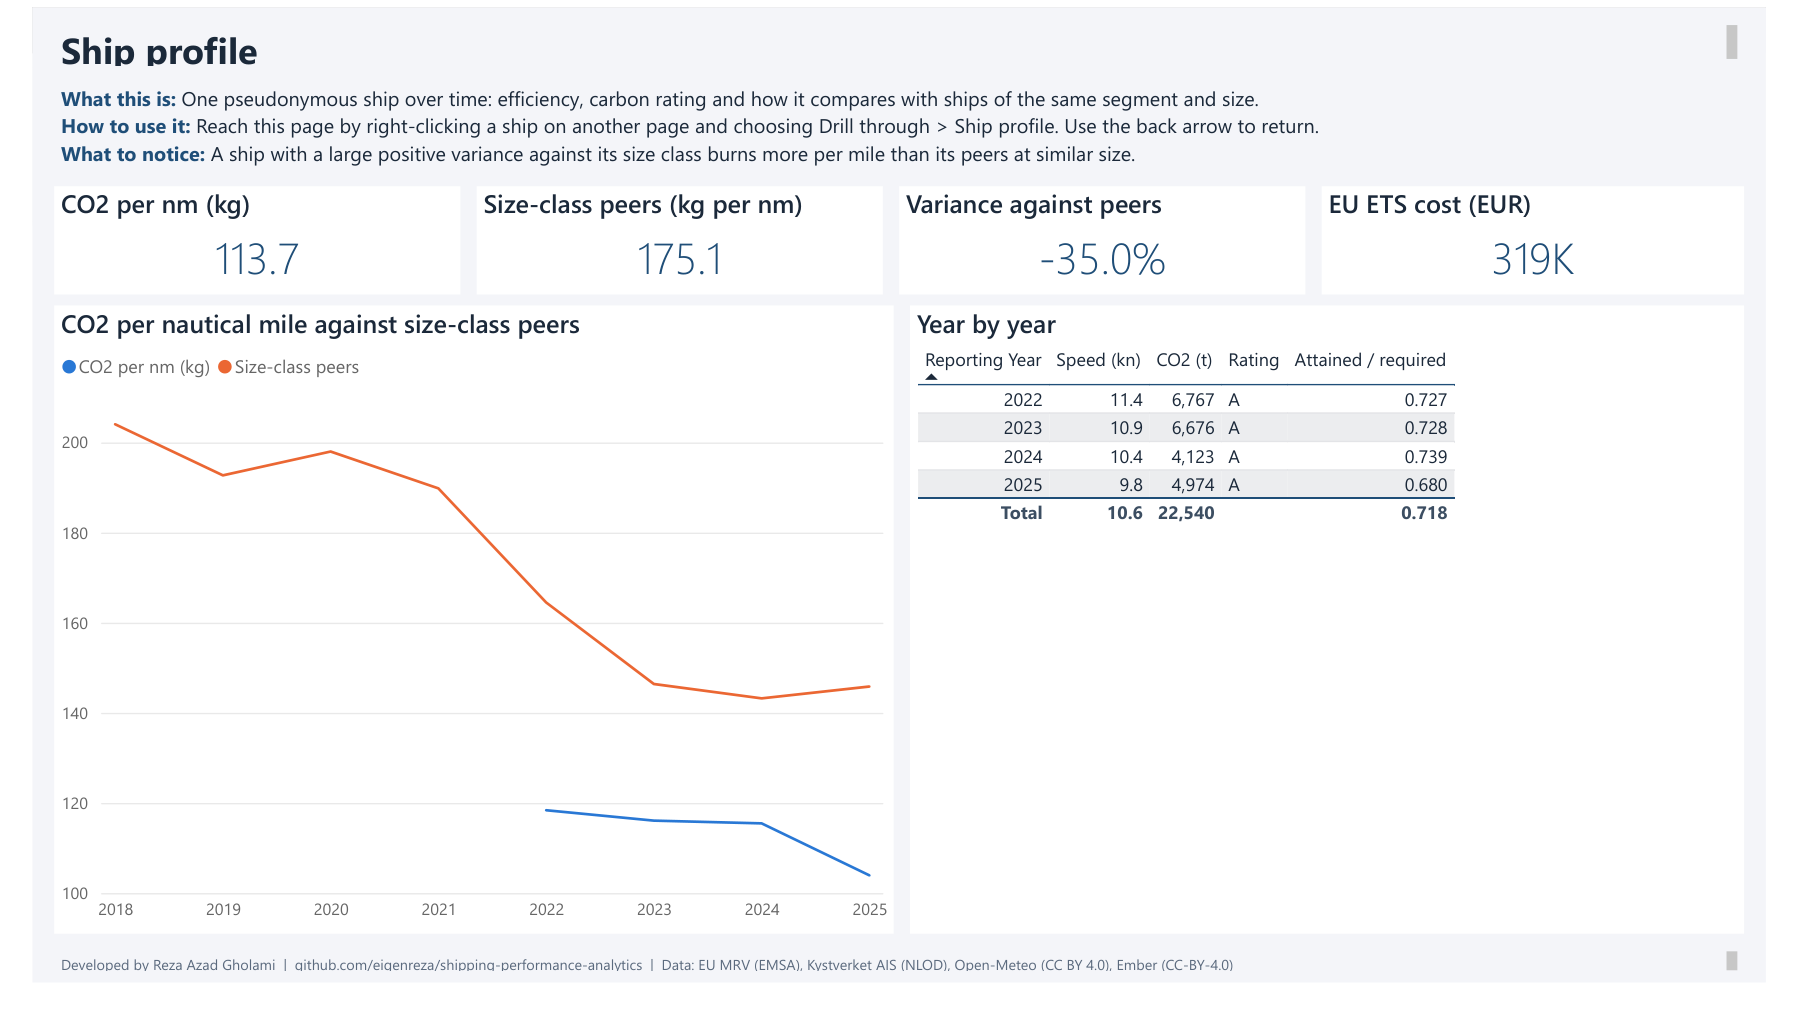 Ship profile
What this is: One pseudonymous ship over time: efficiency, carbon rating and how it compares with ships of the same segment and size.
How to use it: Reach this page by right-clicking a ship on another page and choosing Drill through > Ship profile. Use the back arrow to return.
What to notice: A ship with a large positive variance against its size class burns more per mile than its peers at similar size.
CO2 per nm (kg)
113.7
Size-class peers (kg per nm)
175.1
Variance against peers
-35.0%
EU ETS cost (EUR)
319K
CO2 per nautical mile against size-class peers
CO2 per nm (kg) Size-class peers
200
180
160
140
120
100
2018 2019 2020 2021 2022 2023 2024 2025
Year by year
Reporting Year Speed (kn) CO2 (t) Rating Attained / required
2022 11.4 6,767 A 0.727
2023 10.9 6,676 A 0.728
2024 10.4 4,123 A 0.739
2025 9.8 4,974 A 0.680
Total 10.6 22,540 0.718
Developed by Reza Azad Gholami | github.com/eigenreza/shipping-performance-analytics | Data: EU MRV (EMSA), Kystverket AIS (NLOD), Open-Meteo (CC BY 4.0), Ember (CC-BY-4.0)